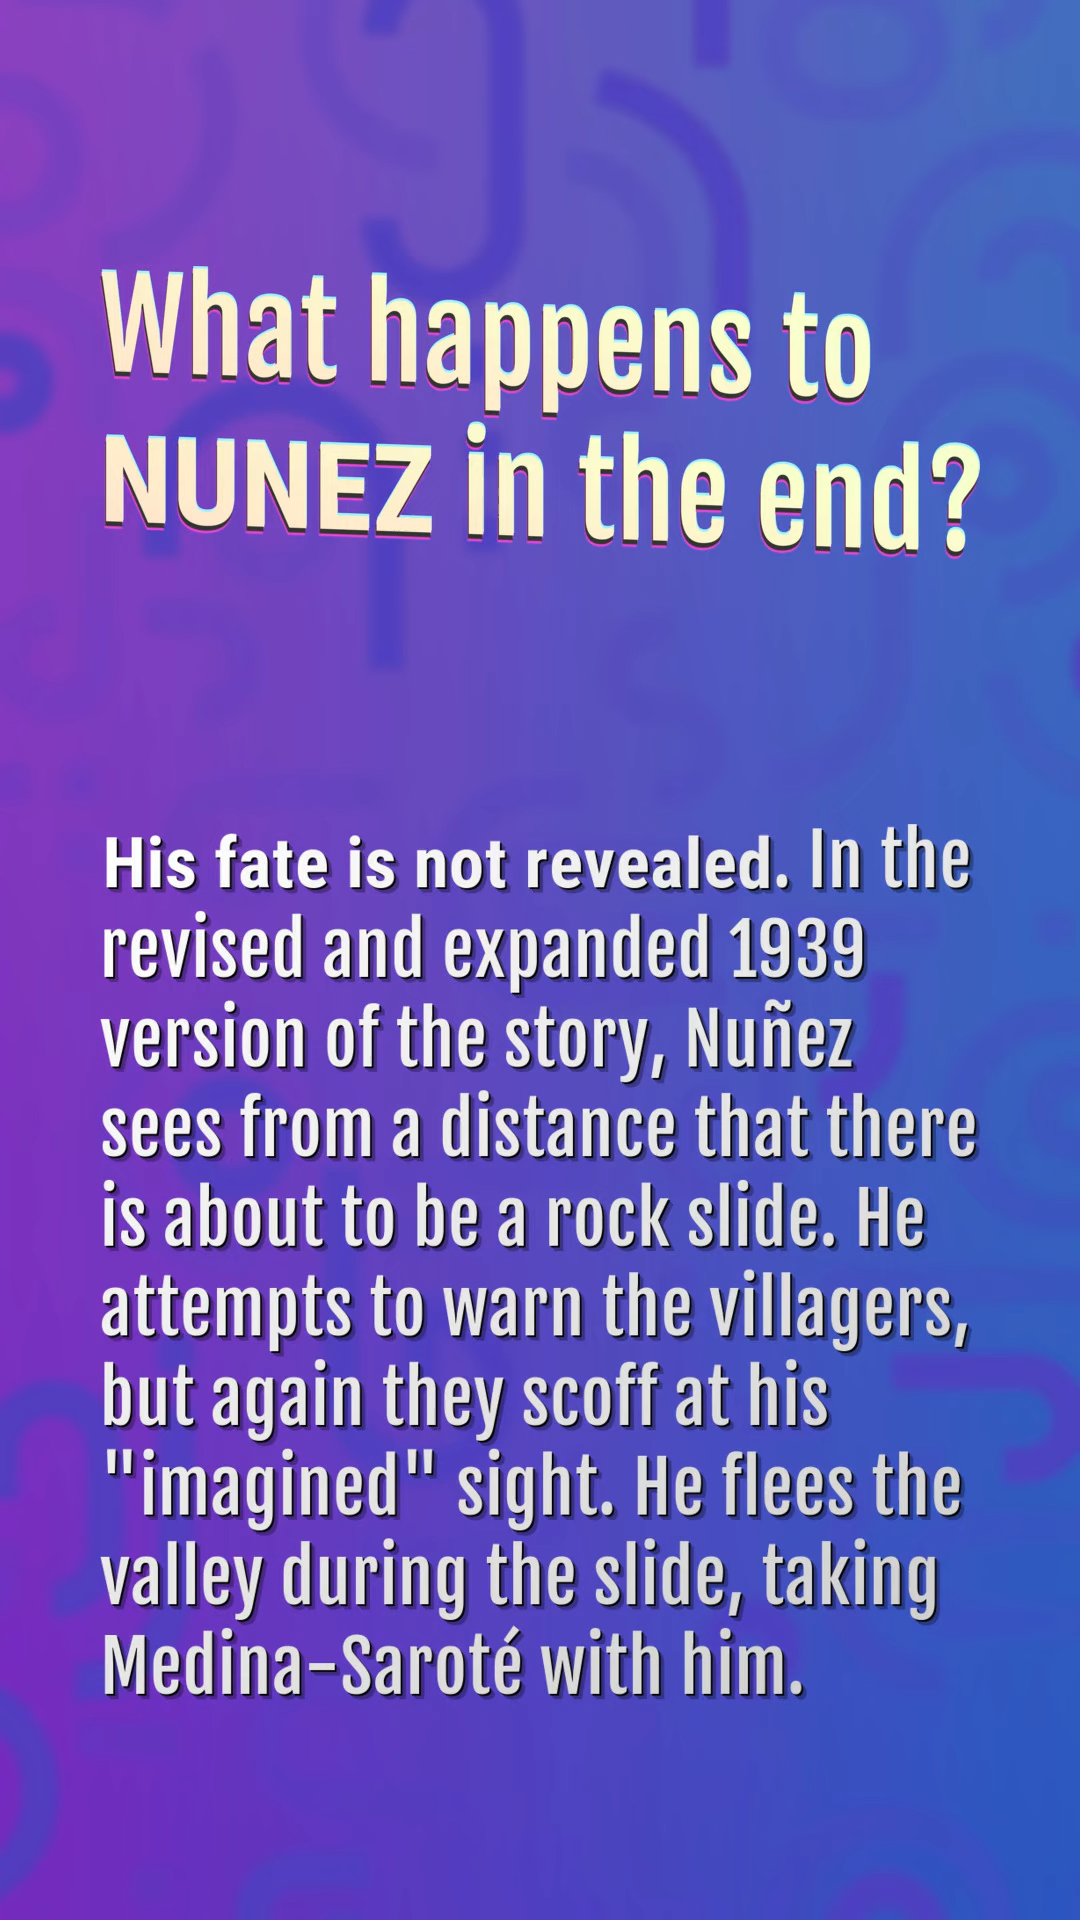 What happens to
NUNEZ in the end?
His fate is not revealed. In the
revised and expanded 1939
version of the story, Nuñez
sees from a distance that there
is about to be a rock slide. He
attempts to warn the villagers,
but again they scoff at his
"imagined" sight. He flees the
valley during the slide, taking
Medina-Saroté with him.